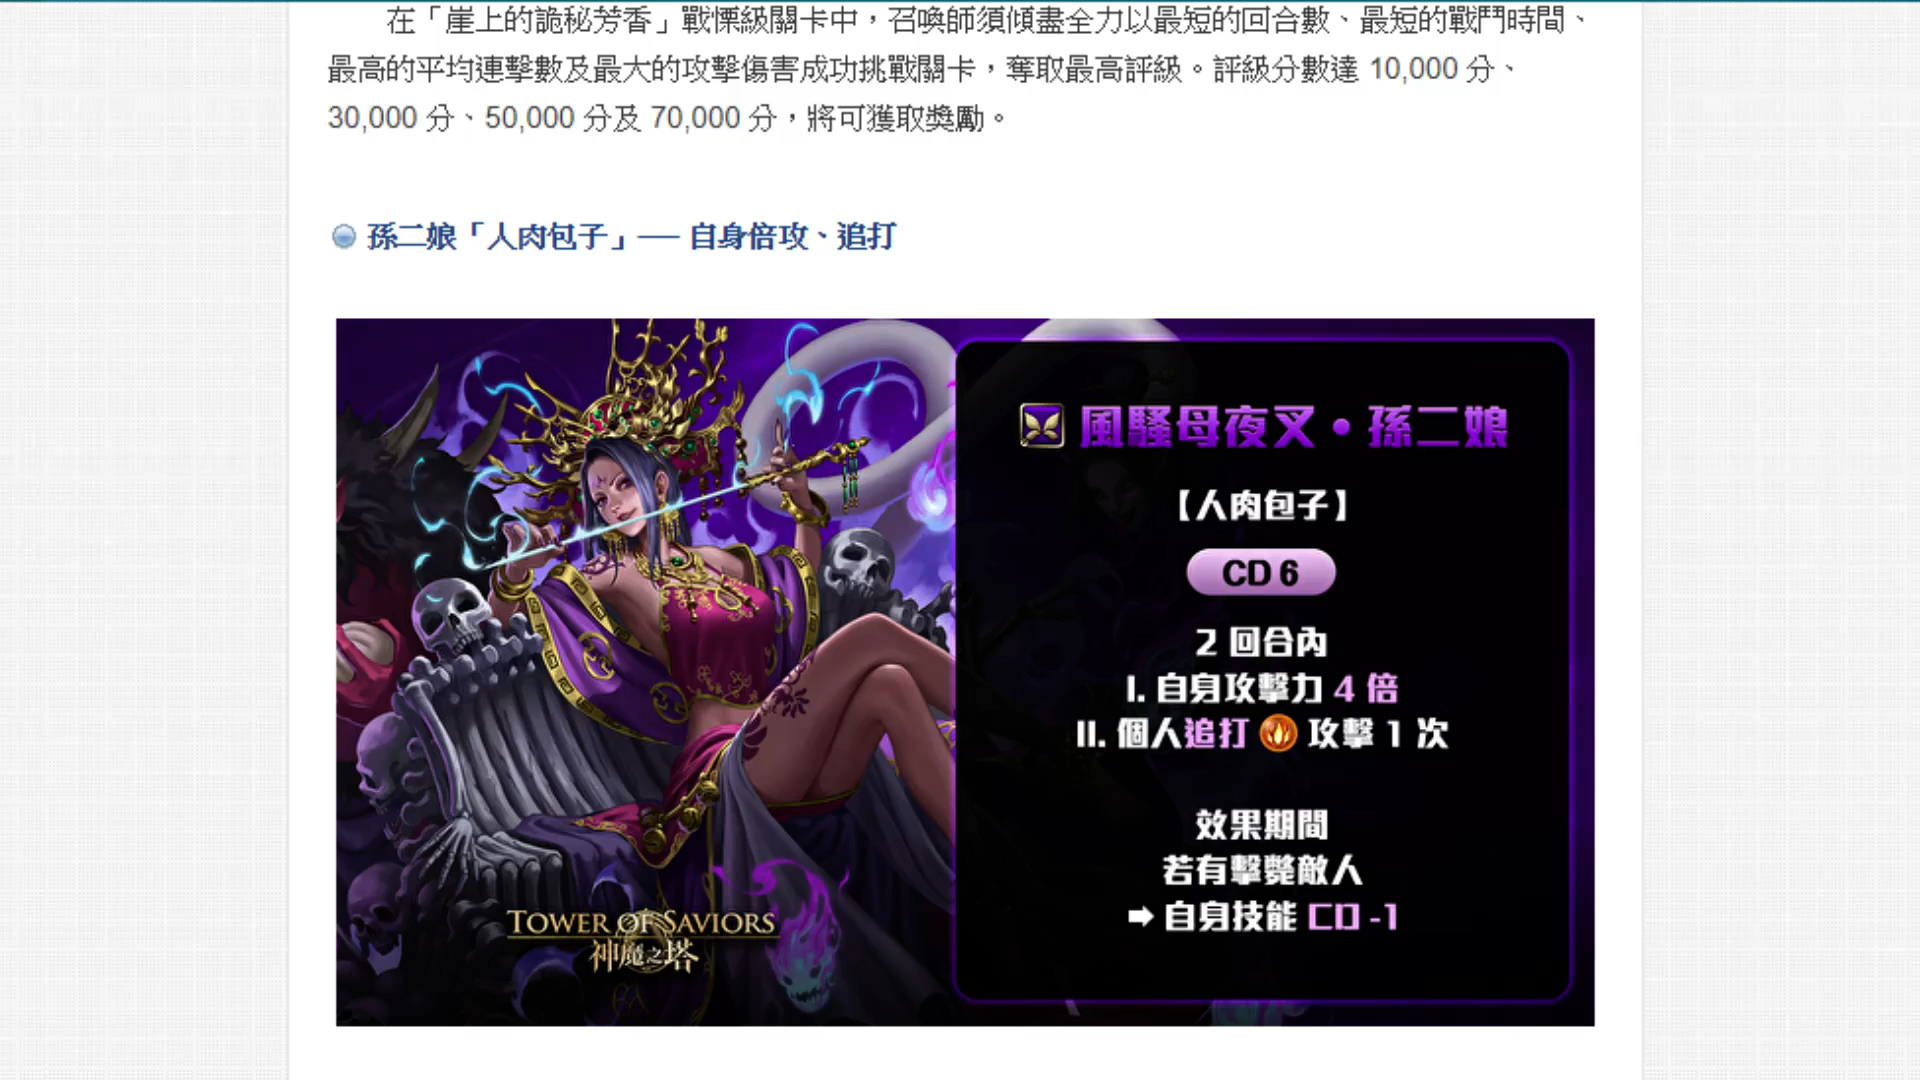 在「崖上的詭秘芳香」戰慄級關卡中，召喚師須傾盡全力以最短的回合數、最短的戰鬥時間、
最高的平均連擊數及最大的攻擊傷害成功挑戰關卡，奪取最高評級。評級分數達 10,000 分、
30,000 分、50,000 分及 70,000 分，將可獲取獎勵。
孫二娘「人肉包子」── 自身倍攻、追打
風騷母夜叉•孫二娘
【人肉包子】
CD 6
2 回合內
I. 自身攻擊力 4 倍
II. 個人追打 攻擊 1 次
效果期間
若有擊斃敵人
➡ 自身技能 CD -1
TOWER OF SAVIORS
神魔之塔